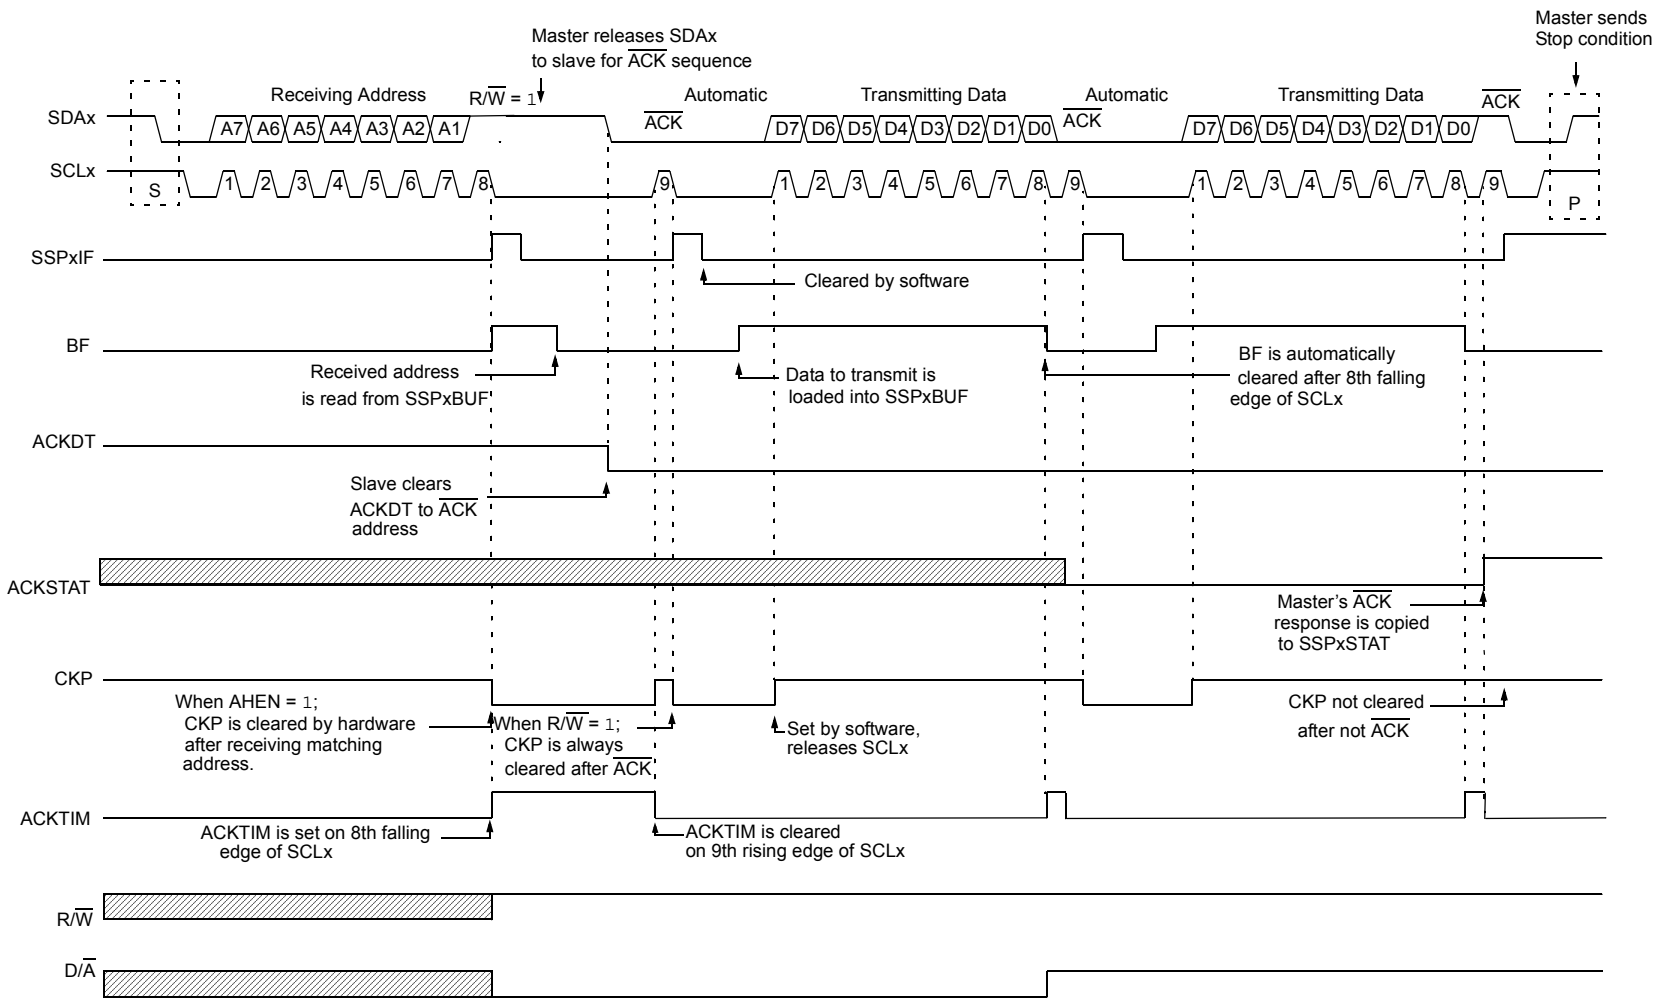 Master sends
Stop condition
Master releases SDAx
to slave for ACK sequence
Receiving Address
R/W = 1
Automatic
Transmitting Data
Automatic
Transmitting Data
ACK
SDAx
A7 A6 A5 A4 A3 A2 A1
ACK
D7 D6 D5 D4 D3 D2 D1 D0
ACK
D7 D6 D5 D4 D3 D2 D1 D0
SCLx
S
1 2 3 4 5 6 7 8 9
1 2 3 4 5 6 7 8 9
1 2 3 4 5 6 7 8 9
P
SSPxIF
Cleared by software
BF
Received address
is read from SSPxBUF
Data to transmit is
loaded into SSPxBUF
BF is automatically
cleared after 8th falling
edge of SCLx
ACKDT
Slave clears
ACKDT to ACK
address
ACKSTAT
Master's ACK
response is copied
to SSPxSTAT
CKP
When AHEN = 1;
CKP is cleared by hardware
after receiving matching
address.
When R/W = 1;
CKP is always
cleared after ACK
Set by software,
releases SCLx
CKP not cleared
after not ACK
ACKTIM
ACKTIM is set on 8th falling
edge of SCLx
ACKTIM is cleared
on 9th rising edge of SCLx
R/W
D/A